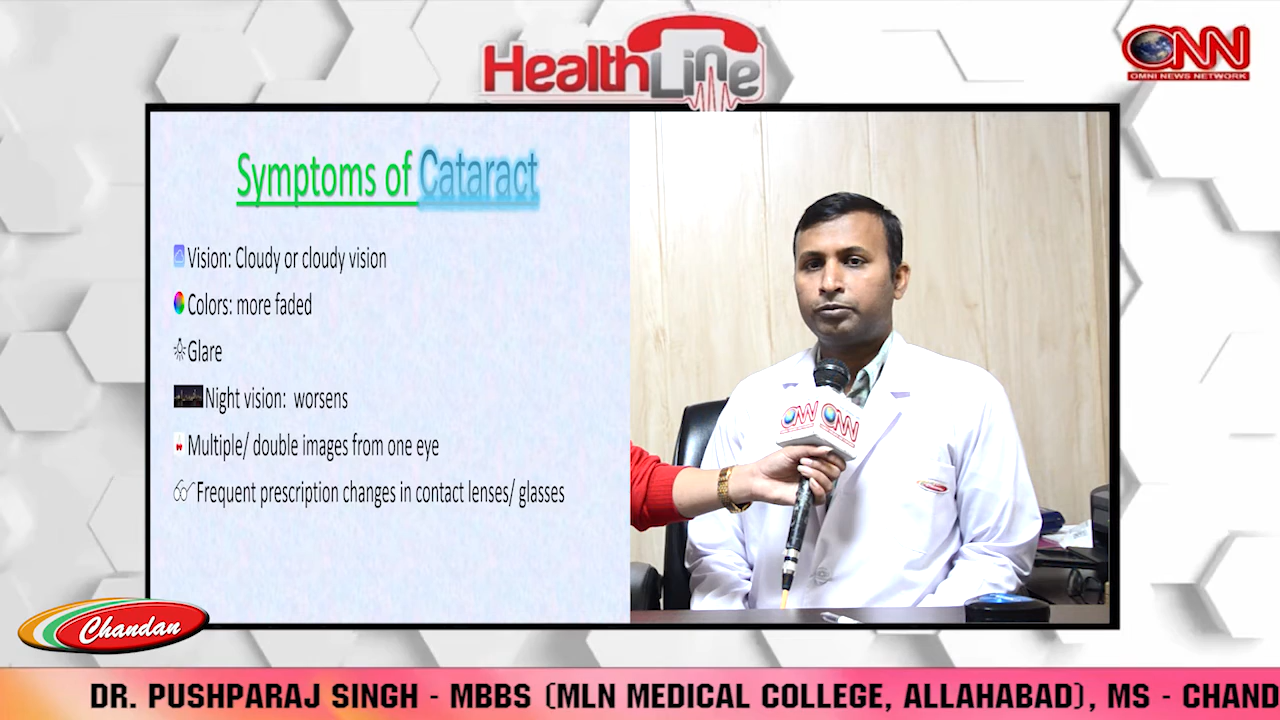 HealthLine
ONN
OMNI NEWS NETWORK
Symptoms of Cataract
Vision: Cloudy or cloudy vision
Colors: more faded
Glare
Night vision: worsens
Multiple/ double images from one eye
Frequent prescription changes in contact lenses/ glasses
ONN ONN
Chandan
DR. PUSHPARAJ SINGH - MBBS (MLN MEDICAL COLLEGE, ALLAHABAD), MS - CHAND